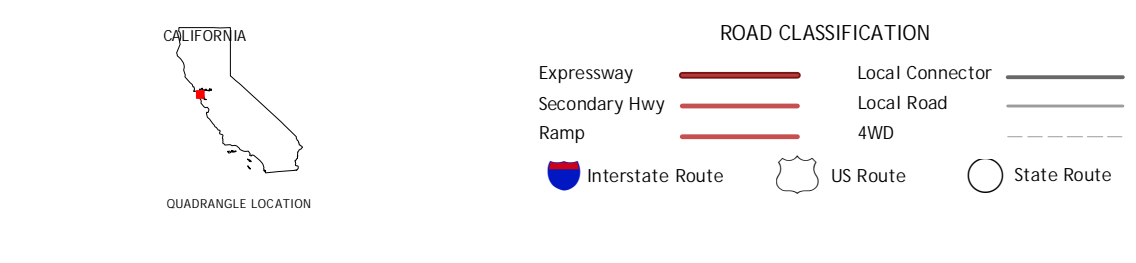 CALIFORNIA
QUADRANGLE LOCATION
ROAD CLASSIFICATION
Expressway
Secondary Hwy
Ramp
Local Connector
Local Road
4WD
Interstate Route
US Route
State Route